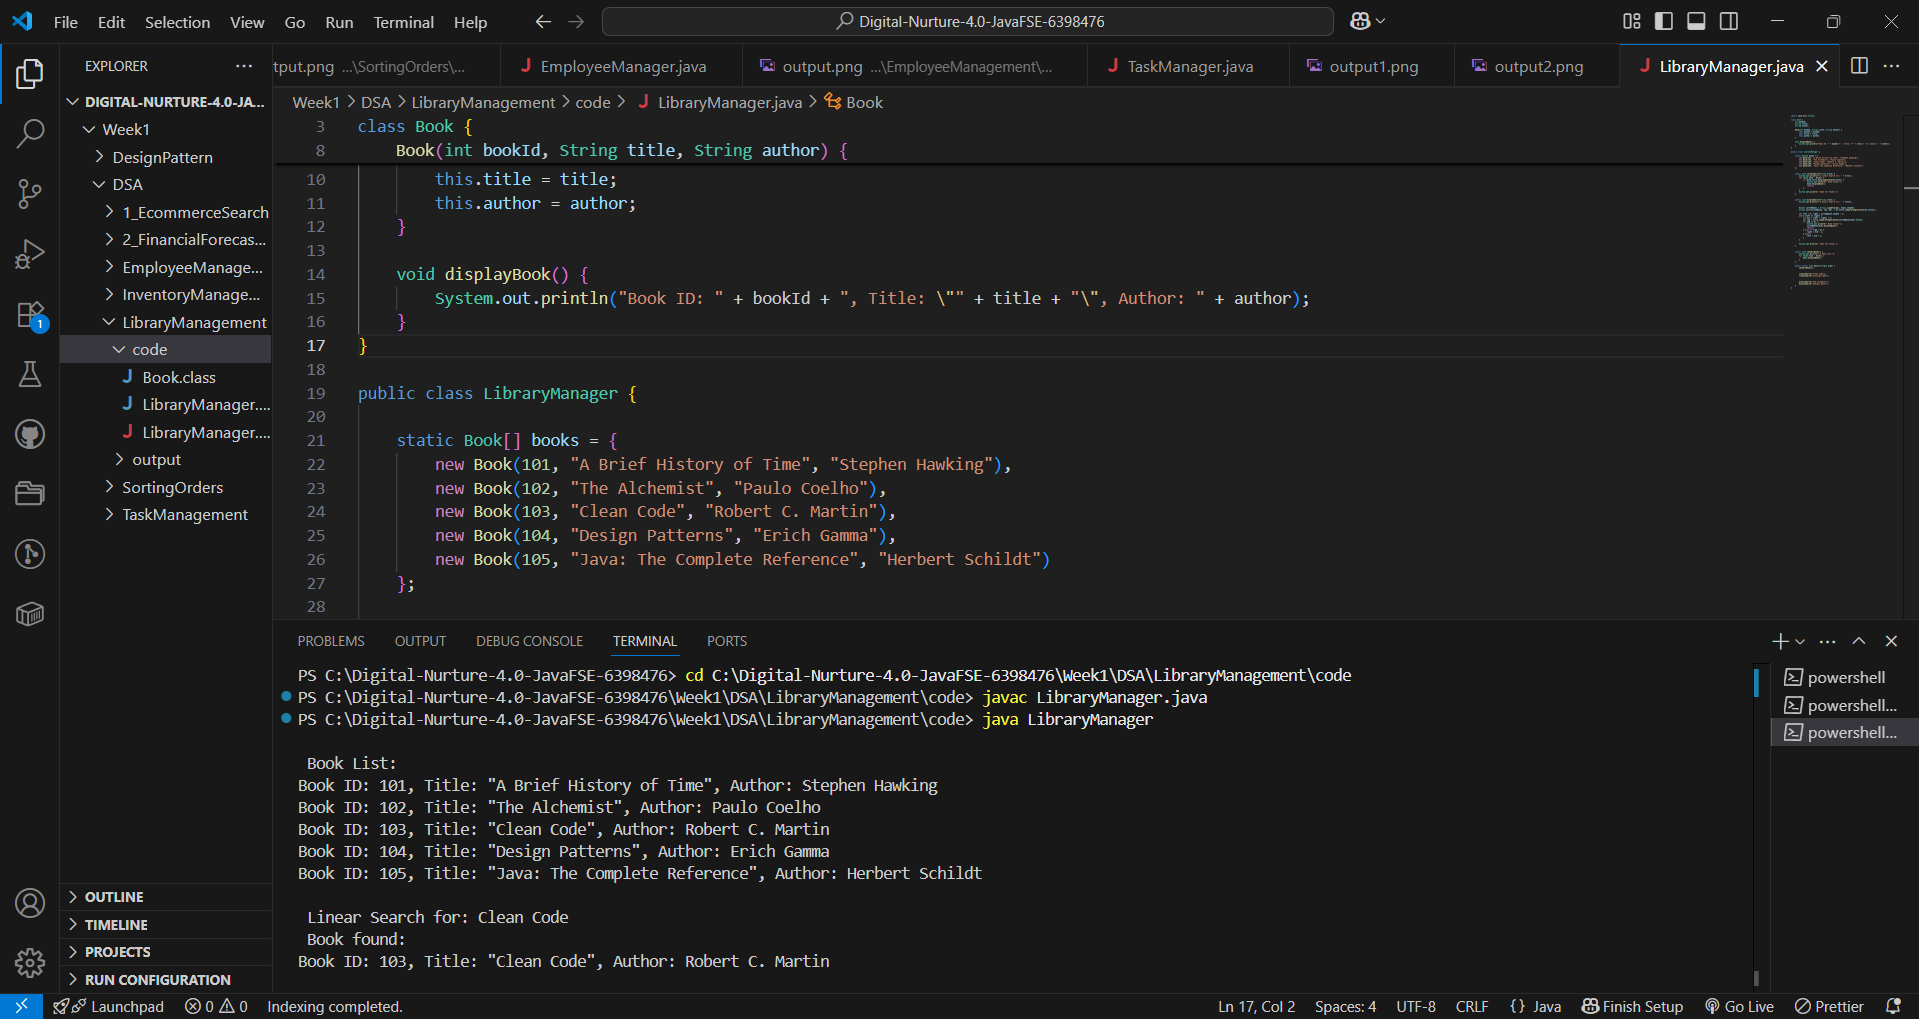 File Edit Selection View Go Run Terminal Help
Digital-Nurture-4.0-JavaFSE-6398476
EXPLORER
DIGITAL-NURTURE-4.0-JA...
Week1
DesignPattern
DSA
1_EcommerceSearch
2_FinancialForecas...
EmployeeManage...
InventoryManage...
LibraryManagement
code
Book.class
LibraryManager....
LibraryManager....
output
SortingOrders
TaskManagement
OUTLINE
TIMELINE
PROJECTS
RUN CONFIGURATION
1
tput.png ...\SortingOrders\... EmployeeManager.java output.png ...\EmployeeManagement\... TaskManager.java output1.png output2.png LibraryManager.java
Week1 > DSA > LibraryManagement > code > LibraryManager.java > Book
3 class Book {
8 Book(int bookId, String title, String author) {
10 this.title = title;
11 this.author = author;
12 }
13
14 void displayBook() {
15 System.out.println("Book ID: " + bookId + ", Title: \"" + title + "\", Author: " + author);
16 }
17 }
18
19 public class LibraryManager {
20
21 static Book[] books = {
22 new Book(101, "A Brief History of Time", "Stephen Hawking"),
23 new Book(102, "The Alchemist", "Paulo Coelho"),
24 new Book(103, "Clean Code", "Robert C. Martin"),
25 new Book(104, "Design Patterns", "Erich Gamma"),
26 new Book(105, "Java: The Complete Reference", "Herbert Schildt")
27 };
28
PROBLEMS OUTPUT DEBUG CONSOLE TERMINAL PORTS
PS C:\Digital-Nurture-4.0-JavaFSE-6398476> cd C:\Digital-Nurture-4.0-JavaFSE-6398476\Week1\DSA\LibraryManagement\code
PS C:\Digital-Nurture-4.0-JavaFSE-6398476\Week1\DSA\LibraryManagement\code> javac LibraryManager.java
PS C:\Digital-Nurture-4.0-JavaFSE-6398476\Week1\DSA\LibraryManagement\code> java LibraryManager
Book List:
Book ID: 101, Title: "A Brief History of Time", Author: Stephen Hawking
Book ID: 102, Title: "The Alchemist", Author: Paulo Coelho
Book ID: 103, Title: "Clean Code", Author: Robert C. Martin
Book ID: 104, Title: "Design Patterns", Author: Erich Gamma
Book ID: 105, Title: "Java: The Complete Reference", Author: Herbert Schildt
Linear Search for: Clean Code
Book found:
Book ID: 103, Title: "Clean Code", Author: Robert C. Martin
powershell
powershell...
powershell...
Launchpad 0 0 Indexing completed. Ln 17, Col 2 Spaces: 4 UTF-8 CRLF {} Java Finish Setup Go Live Prettier